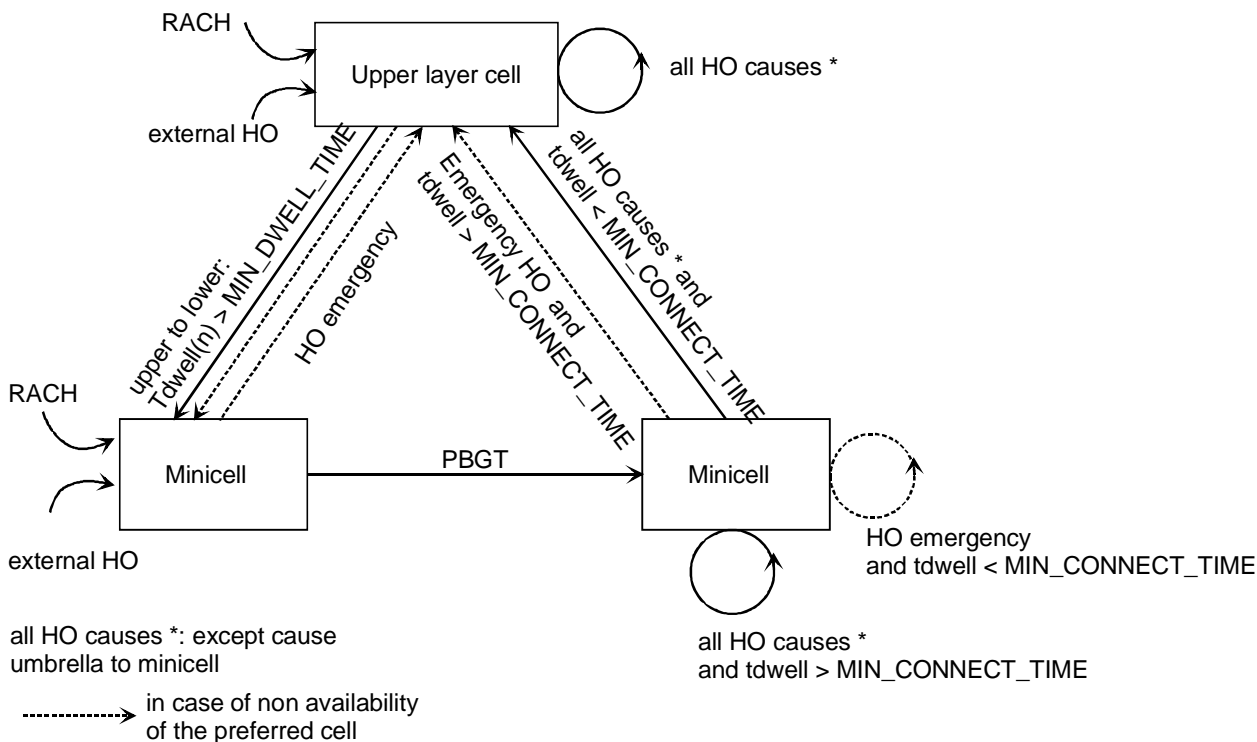 RACH
Upper layer cell
all HO causes *
external HO
upper to lower:
Tdwell(n) > MIN_DWELL_TIME
HO emergency
Emergency HO and
tdwell > MIN_CONNECT_TIME
all HO causes * and
tdwell < MIN_CONNECT_TIME
RACH
Minicell
PBGT
Minicell
external HO
HO emergency
and tdwell < MIN_CONNECT_TIME
all HO causes *
and tdwell > MIN_CONNECT_TIME
all HO causes *: except cause
umbrella to minicell
in case of non availability
of the preferred cell